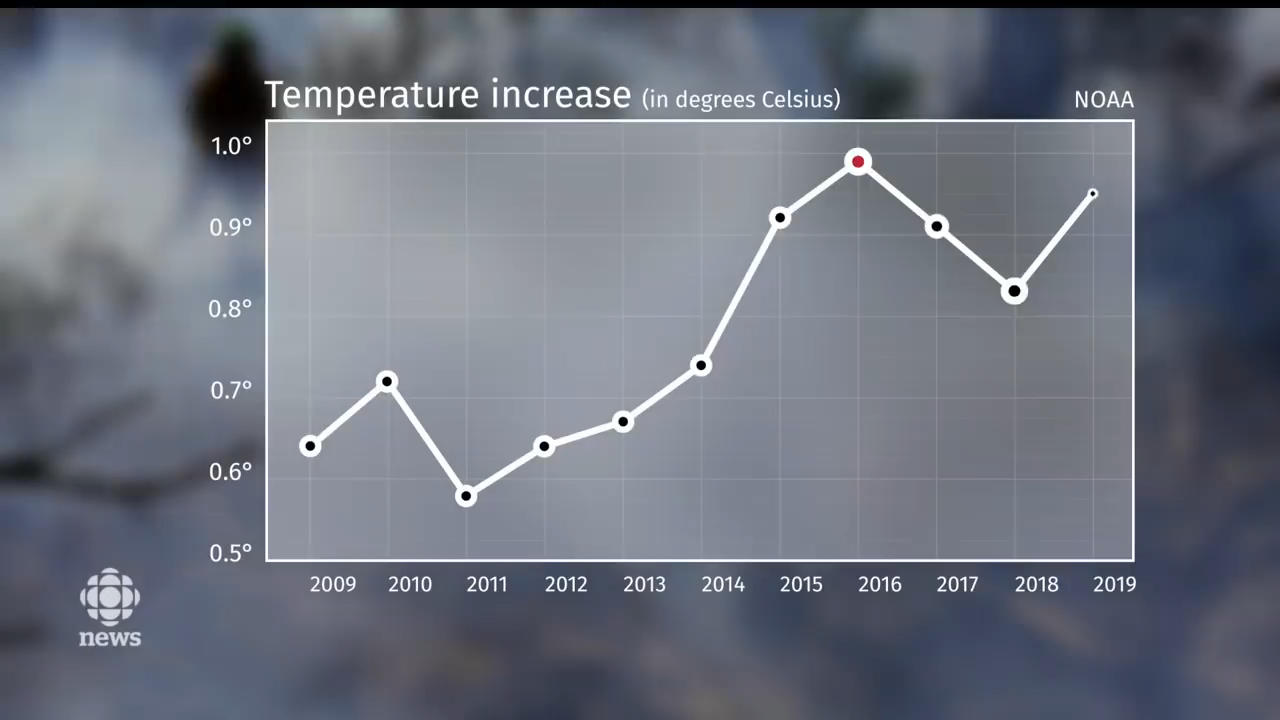 Temperature increase (in degrees Celsius) NOAA
1.0°
0.9°
0.8°
0.7°
0.6°
0.5°
2009 2010 2011 2012 2013 2014 2015 2016 2017 2018 2019
news